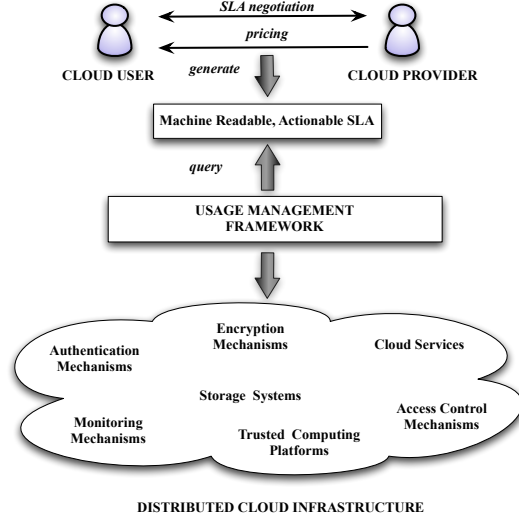 SLA negotiation
pricing
CLOUD USER
generate
CLOUD PROVIDER
Machine Readable, Actionable SLA
query
USAGE MANAGEMENT
FRAMEWORK
Encryption
Mechanisms
Authentication
Mechanisms
Cloud Services
Storage Systems
Monitoring
Mechanisms
Access Control
Mechanisms
Trusted Computing
Platforms
DISTRIBUTED CLOUD INFRASTRUCTURE